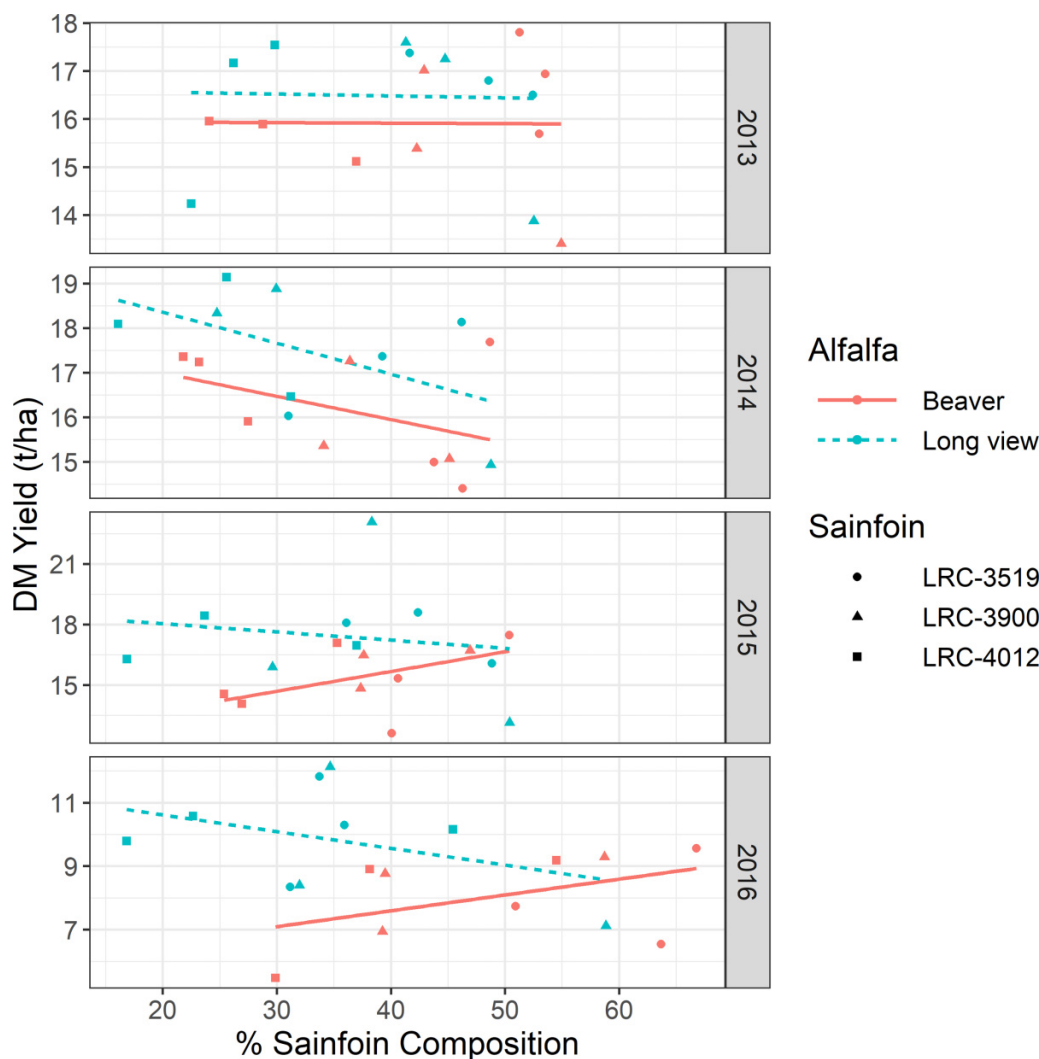 18
17
16
15
14
2013
19
18
17
16
15
2014
21
18
15
2015
11
9
7
2016
20 30 40 50 60
% Sainfoin Composition
DM Yield (t/ha)
Alfalfa
Beaver
Long view
Sainfoin
LRC-3519
LRC-3900
LRC-4012